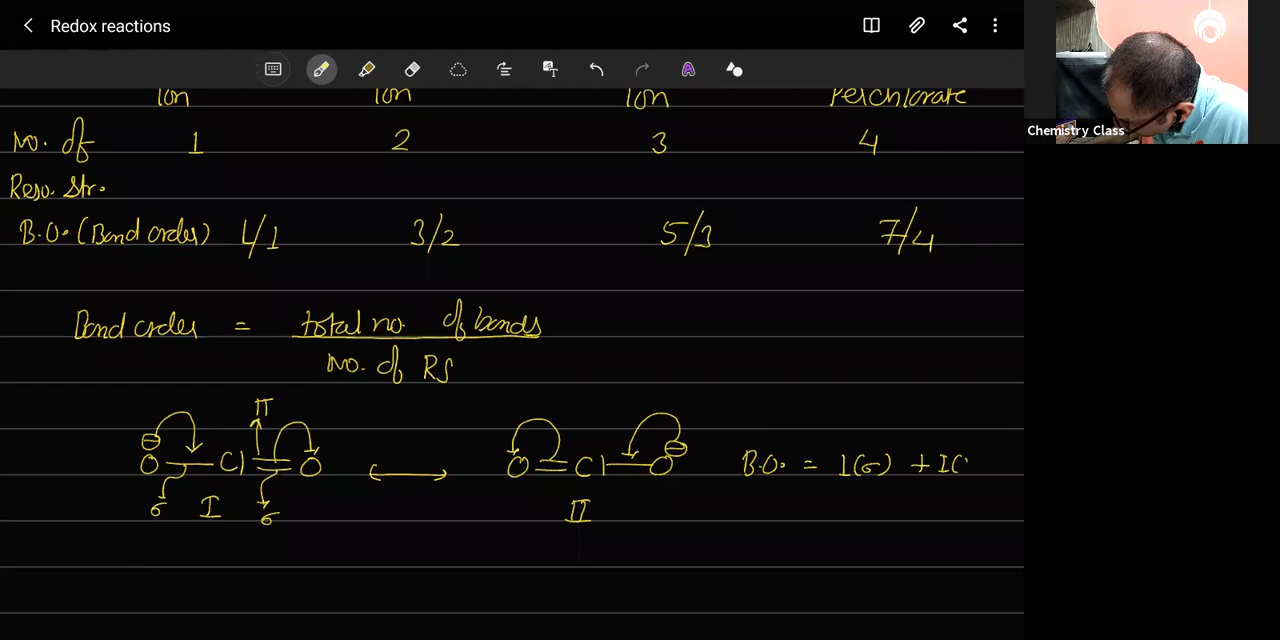 Redox reactions
Ion Ion Ion Perchlorate
No. of 1 2 3 4
Reso. Str.
B.O. (Bond order) 1/1 3/2 5/3 7/4
Bond order = total no. of bonds
No. of RS
π
⊖ ⊖
O — Cl = O ⟷ O = Cl — O B.O. = 1(σ) + 1(
σ I σ II
Chemistry Class